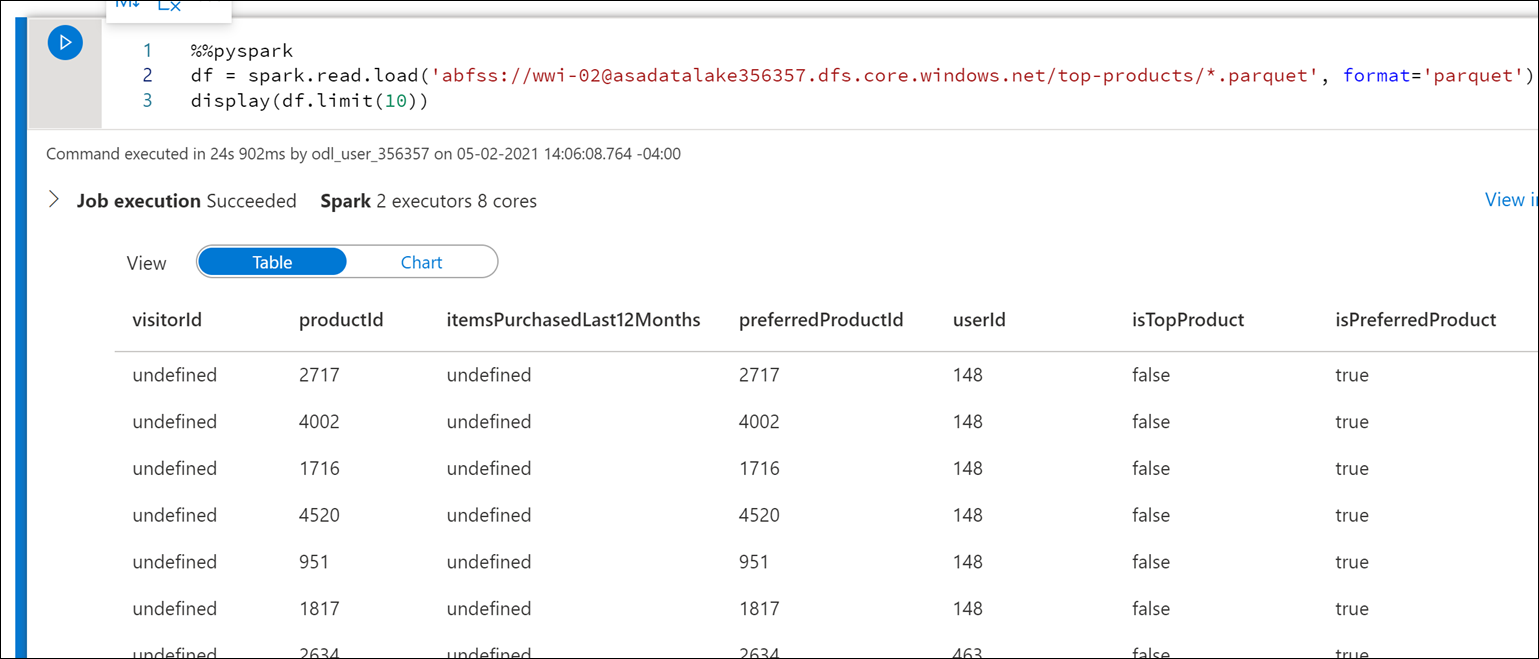 M↓
1 %%pyspark
2 df = spark.read.load('abfss://wwi-02@asadatalake356357.dfs.core.windows.net/top-products/*.parquet', format='parquet')
3 display(df.limit(10))
Command executed in 24s 902ms by odl_user_356357 on 05-02-2021 14:06:08.764 -04:00
Job execution Succeeded Spark 2 executors 8 cores View in
View Table Chart
visitorId productId itemsPurchasedLast12Months preferredProductId userId isTopProduct isPreferredProduct
undefined 2717 undefined 2717 148 false true
undefined 4002 undefined 4002 148 false true
undefined 1716 undefined 1716 148 false true
undefined 4520 undefined 4520 148 false true
undefined 951 undefined 951 148 false true
undefined 1817 undefined 1817 148 false true
undefined 2634 undefined 2634 463 false true